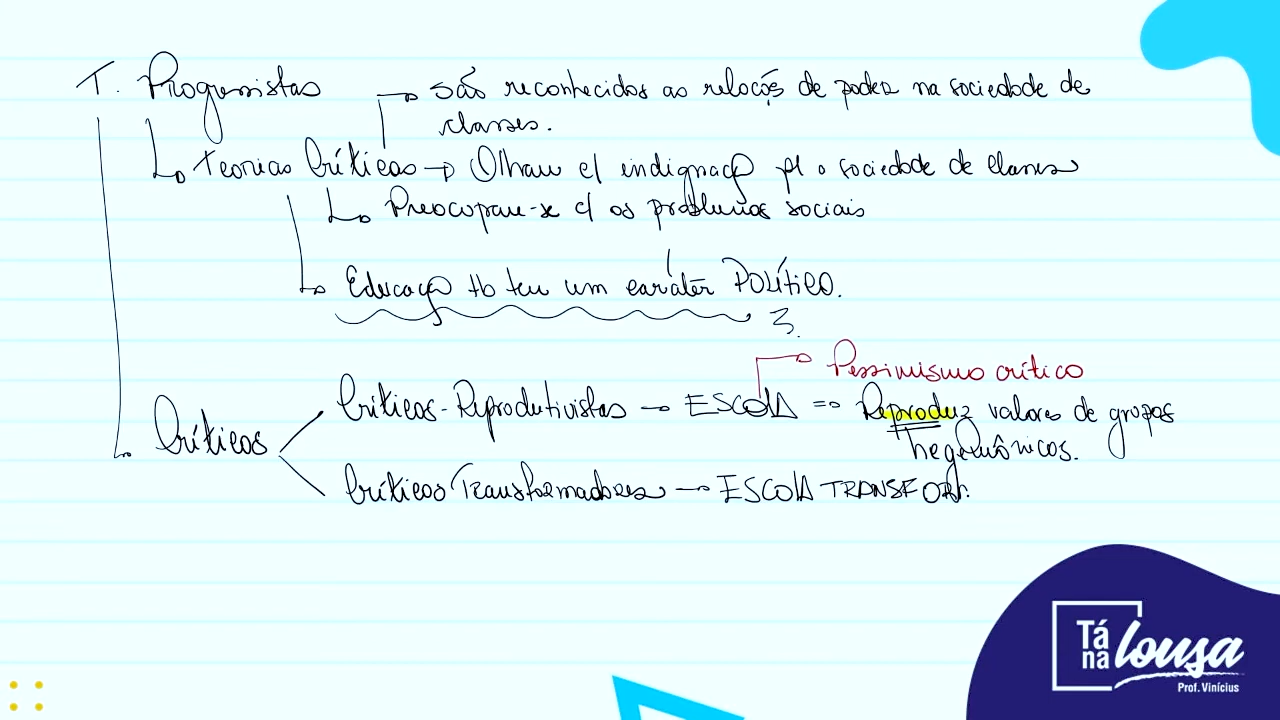 T. Progressistas → são reconhecidos as relações de poder na sociedade de
classes.
Teorias Críticas → Olham c/ indignação p/ a sociedade de classes
Preocupam-se c/ os problemas sociais
Educação tb tem um caráter POLÍTICO.
Pessimismo crítico
Críticos-Reprodutivistas → ESCOLA => Reproduz valores de grupos
hegemônicos.
Críticos
Críticos Transformadores → ESCOLA TRANSFOR.
Tá
na lousa
Prof. Vinícius